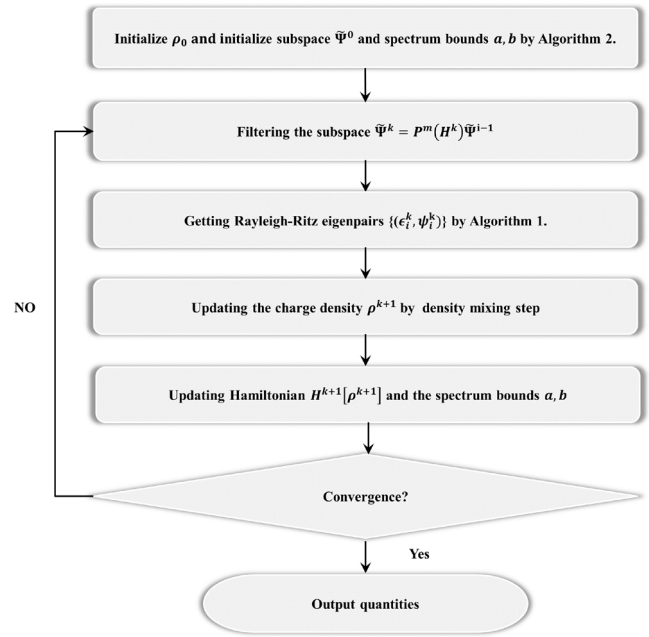 Initialize ρ₀ and initialize subspace Ψ̃⁰ and spectrum bounds a, b by Algorithm 2.
Filtering the subspace Ψ̃ᵏ = Pᵐ(Hᵏ)Ψ̃ⁱ⁻¹
Getting Rayleigh-Ritz eigenpairs {(ϵᵢᵏ, ψᵢᵏ)} by Algorithm 1.
NO
Updating the charge density ρᵏ⁺¹ by density mixing step
Updating Hamiltonian Hᵏ⁺¹[ρᵏ⁺¹] and the spectrum bounds a, b
Convergence?
Yes
Output quantities